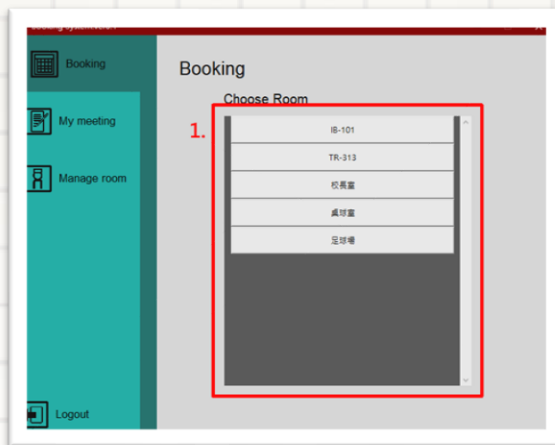 Booking
My meeting
Manage room
Logout
Booking
Choose Room
1.
IB-101
TR-313
校長室
桌球室
足球場